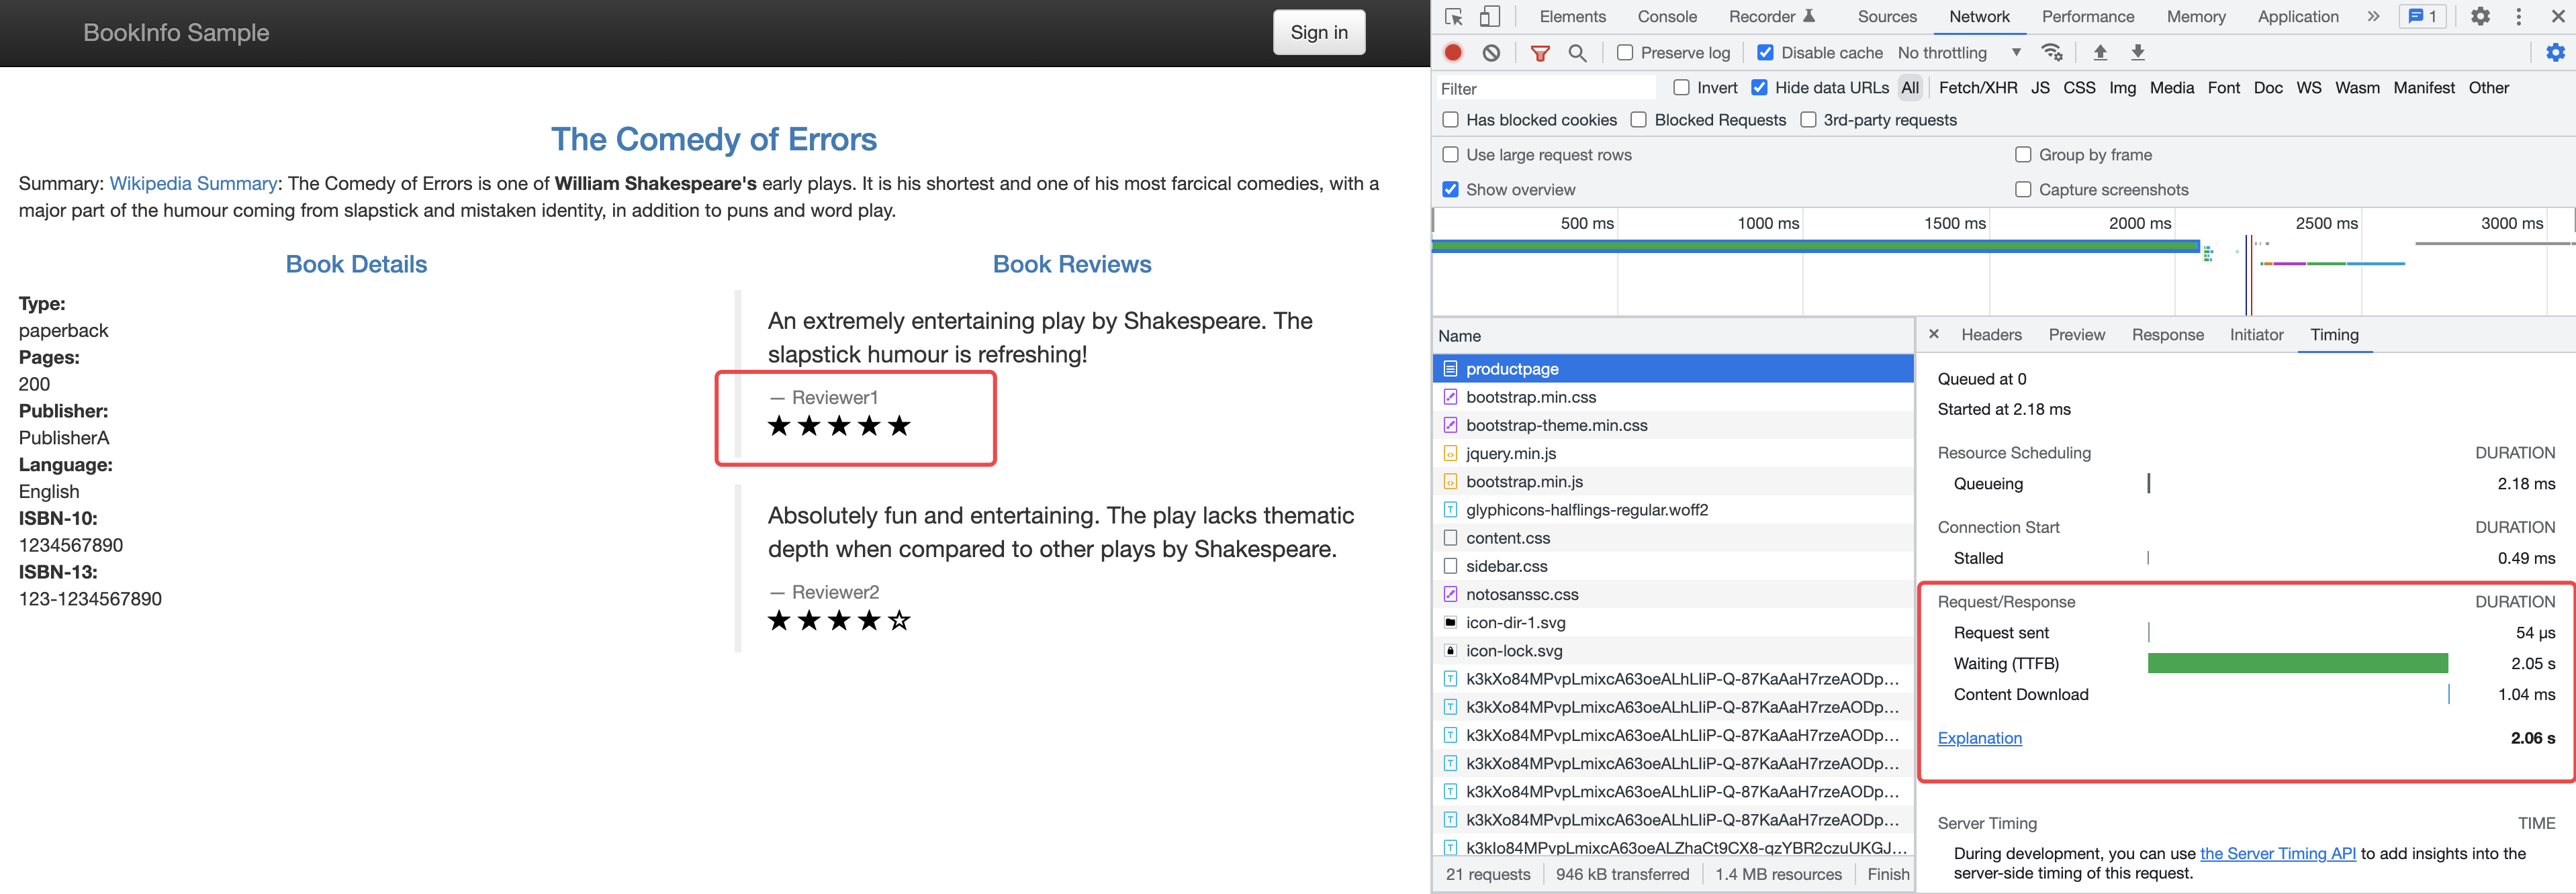 BookInfo Sample
Sign in
The Comedy of Errors
Summary: Wikipedia Summary: The Comedy of Errors is one of William Shakespeare's early plays. It is his shortest and one of his most farcical comedies, with a
major part of the humour coming from slapstick and mistaken identity, in addition to puns and word play.
Book Details
Type:
paperback
Pages:
200
Publisher:
PublisherA
Language:
English
ISBN-10:
1234567890
ISBN-13:
123-1234567890
Book Reviews
An extremely entertaining play by Shakespeare. The
slapstick humour is refreshing!
— Reviewer1
★★★★★
Absolutely fun and entertaining. The play lacks thematic
depth when compared to other plays by Shakespeare.
— Reviewer2
★★★★☆
Elements Console Recorder Sources Network Performance Memory Application » 1
Preserve log Disable cache No throttling
Filter Invert Hide data URLs All Fetch/XHR JS CSS Img Media Font Doc WS Wasm Manifest Other
Has blocked cookies Blocked Requests 3rd-party requests
Use large request rows Group by frame
Show overview Capture screenshots
500 ms 1000 ms 1500 ms 2000 ms 2500 ms 3000 ms
Name
productpage
bootstrap.min.css
bootstrap-theme.min.css
jquery.min.js
bootstrap.min.js
glyphicons-halflings-regular.woff2
content.css
sidebar.css
notosanssc.css
icon-dir-1.svg
icon-lock.svg
k3kXo84MPvpLmixcA63oeALhLIiP-Q-87KaAaH7rzeAODp…
k3kXo84MPvpLmixcA63oeALhLIiP-Q-87KaAaH7rzeAODp…
k3kXo84MPvpLmixcA63oeALhLIiP-Q-87KaAaH7rzeAODp…
k3kXo84MPvpLmixcA63oeALhLIiP-Q-87KaAaH7rzeAODp…
k3kXo84MPvpLmixcA63oeALhLIiP-Q-87KaAaH7rzeAODp…
k3kXo84MPvpLmixcA63oeALhLIiP-Q-87KaAaH7rzeAODp…
k3kIo84MPvpLmixcA63oeALZhaCt9CX8-gzYBR2czuUKGJ…
21 requests 946 kB transferred 1.4 MB resources Finish
× Headers Preview Response Initiator Timing
Queued at 0
Started at 2.18 ms
Resource Scheduling DURATION
Queueing 2.18 ms
Connection Start DURATION
Stalled 0.49 ms
Request/Response DURATION
Request sent 54 µs
Waiting (TTFB) 2.05 s
Content Download 1.04 ms
Explanation 2.06 s
Server Timing TIME
During development, you can use the Server Timing API to add insights into the
server-side timing of this request.